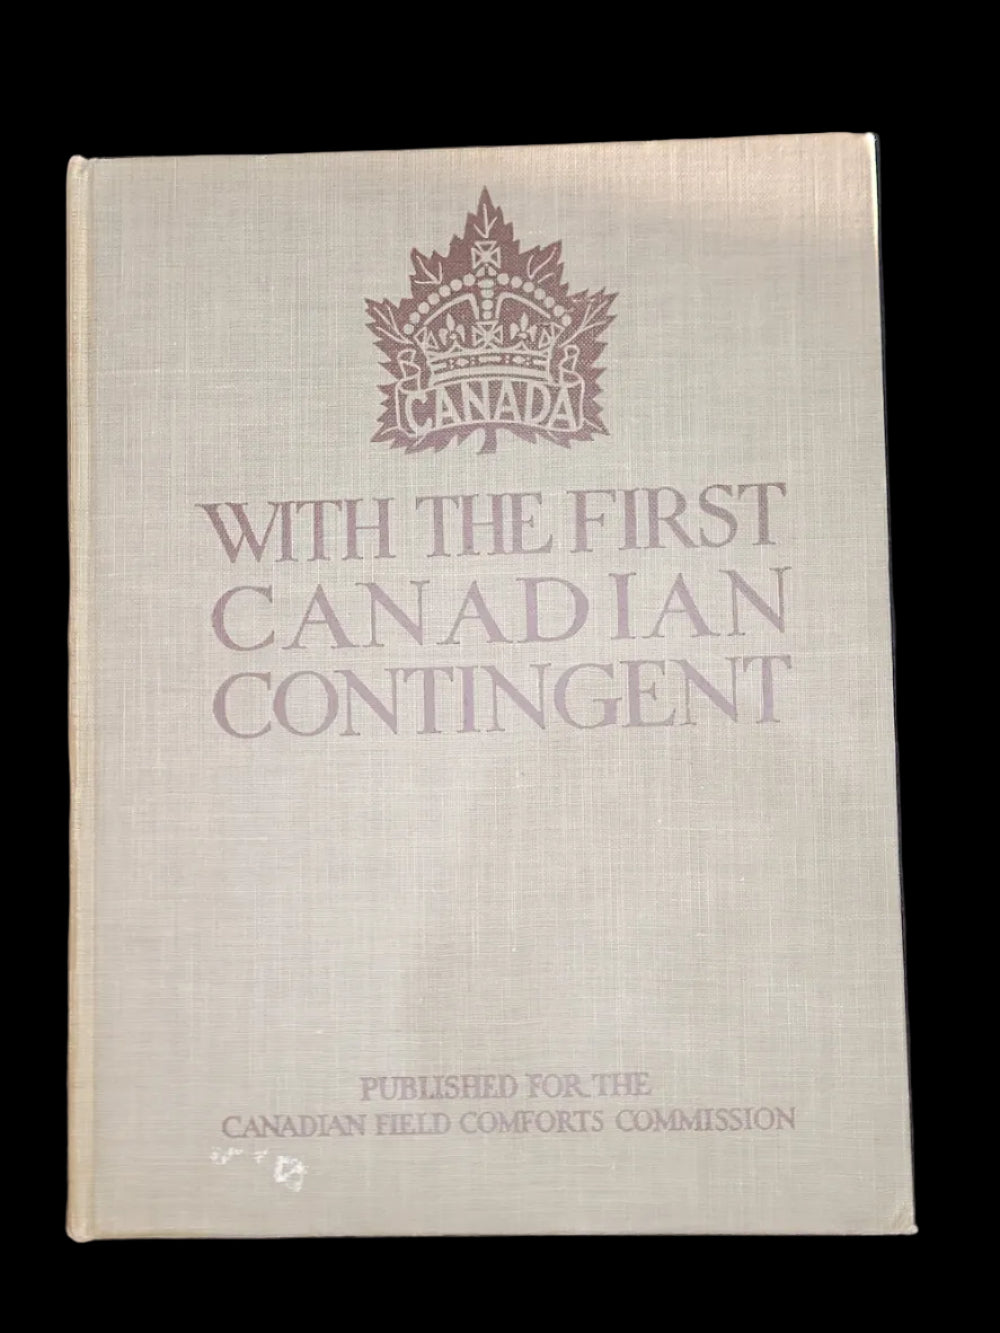 CANADA
WITH THE FIRST
CANADIAN
CONTINGENT
PUBLISHED FOR THE
CANADIAN FIELD COMFORTS COMMISSION